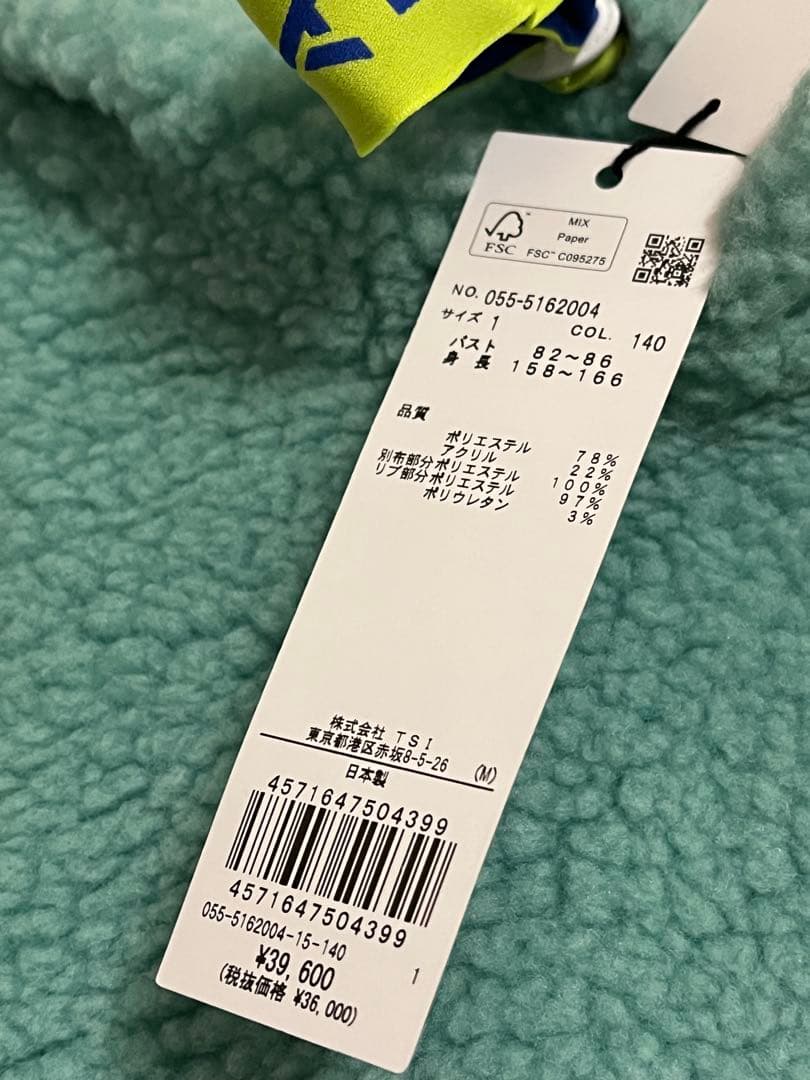 MIX
Paper
FSC™ C095275
FSC
NO. 055-5162004
サイズ 1 COL. 140
バスト 82～86
身長 158～166
品質
ポリエステル 78%
アクリル 22%
別布部分ポリエステル 100%
リブ部分ポリエステル 97%
ポリウレタン 3%
株式会社 TSI
東京都港区赤坂8-5-26 (M)
日本製
4571647504399
4571647504399
055-5162004-15-140
¥39,600 1
(税抜価格 ¥36,000)